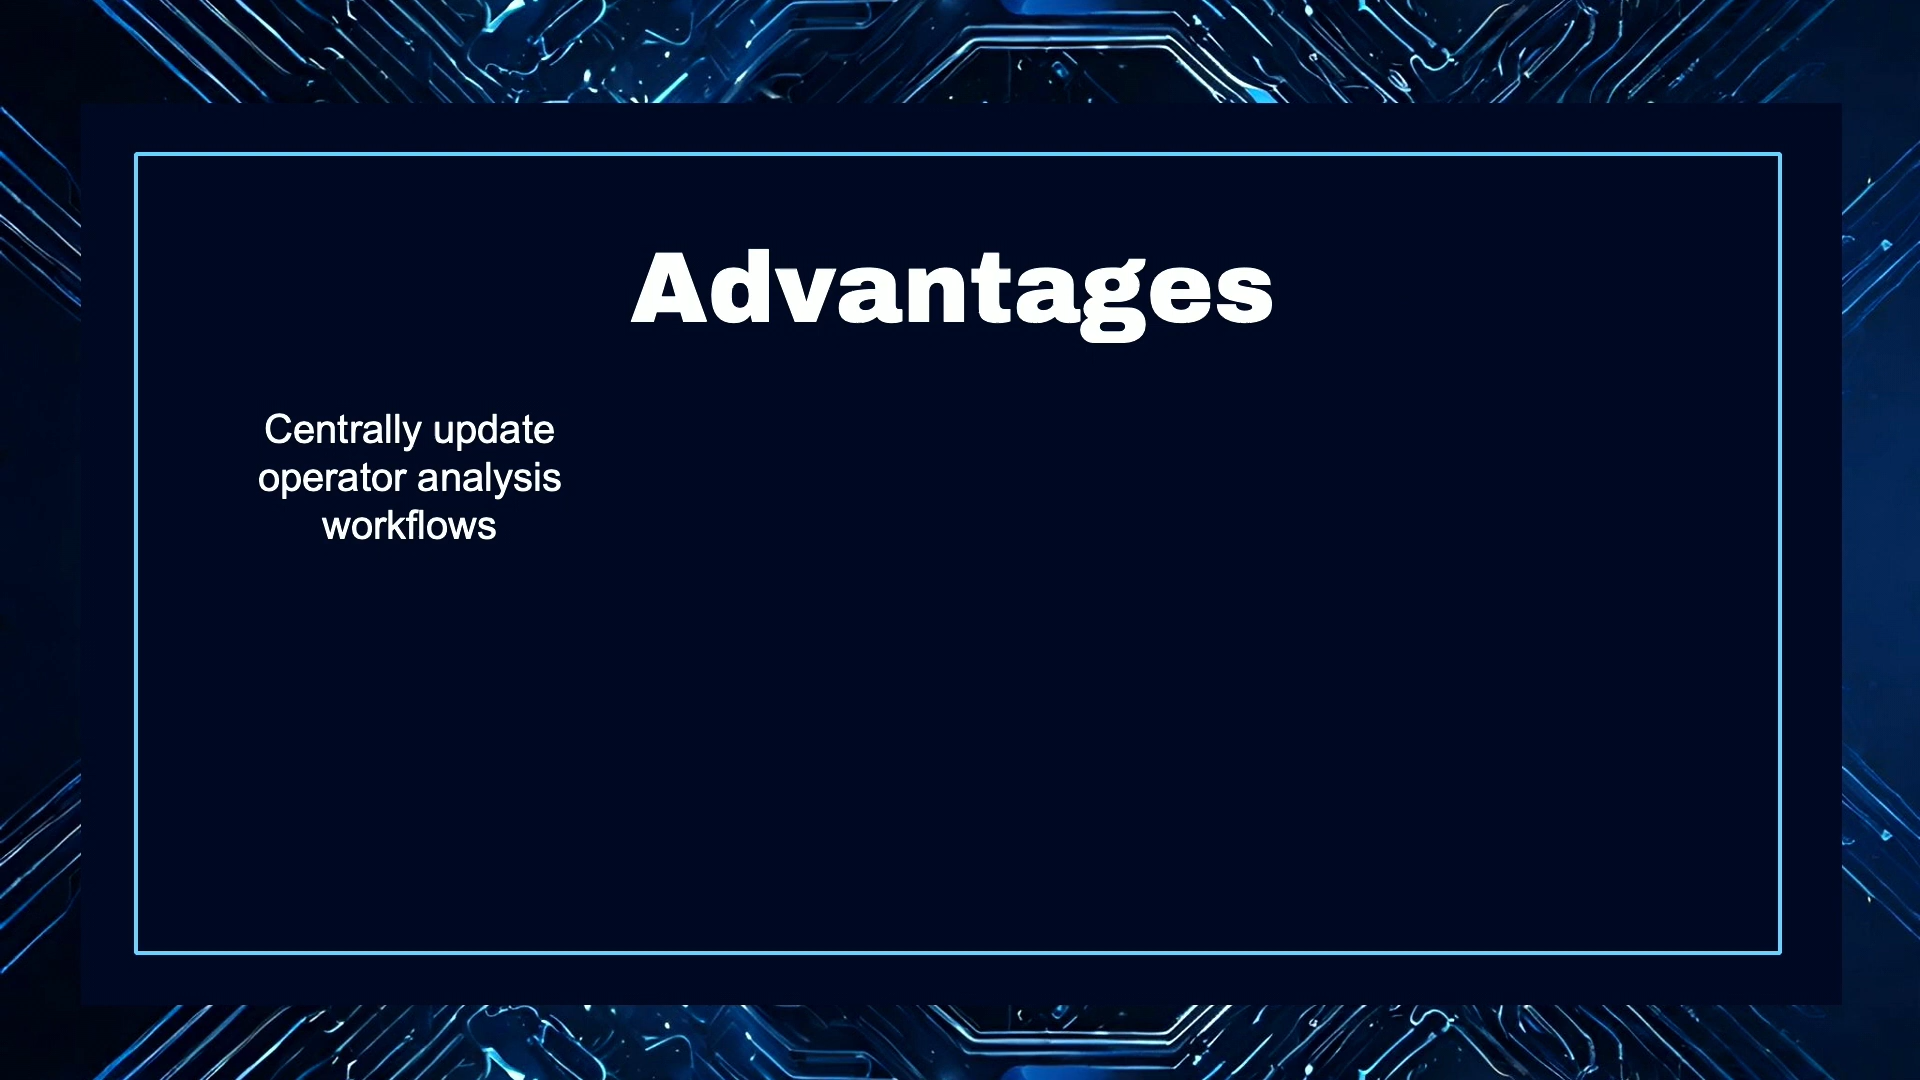 Advantages
Centrally update
operator analysis
workflows